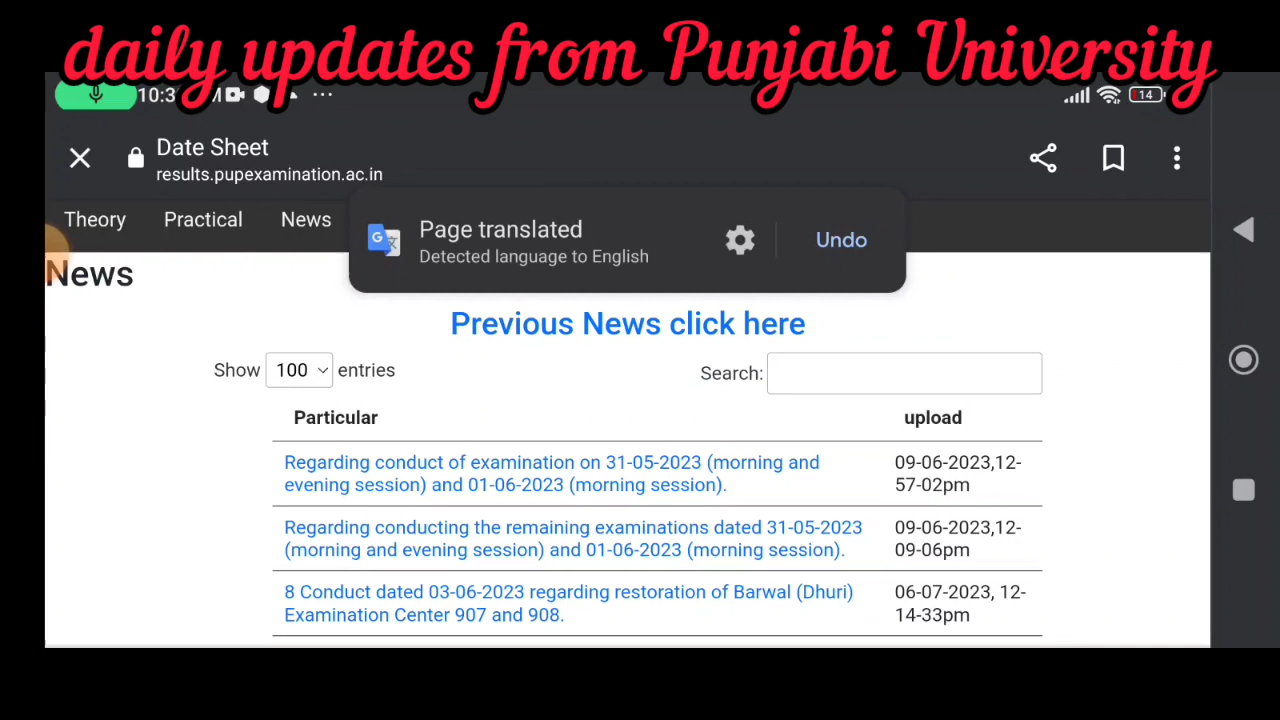 daily updates from Punjabi University
10:3
14
Date Sheet
results.pupexamination.ac.in
Theory Practical News
Page translated
Detected language to English
Undo
News
Previous News click here
Show 100 entries
Search:
Particular upload
Regarding conduct of examination on 31-05-2023 (morning and 09-06-2023,12-
evening session) and 01-06-2023 (morning session). 57-02pm
Regarding conducting the remaining examinations dated 31-05-2023 09-06-2023,12-
(morning and evening session) and 01-06-2023 (morning session). 09-06pm
8 Conduct dated 03-06-2023 regarding restoration of Barwal (Dhuri) 06-07-2023, 12-
Examination Center 907 and 908. 14-33pm